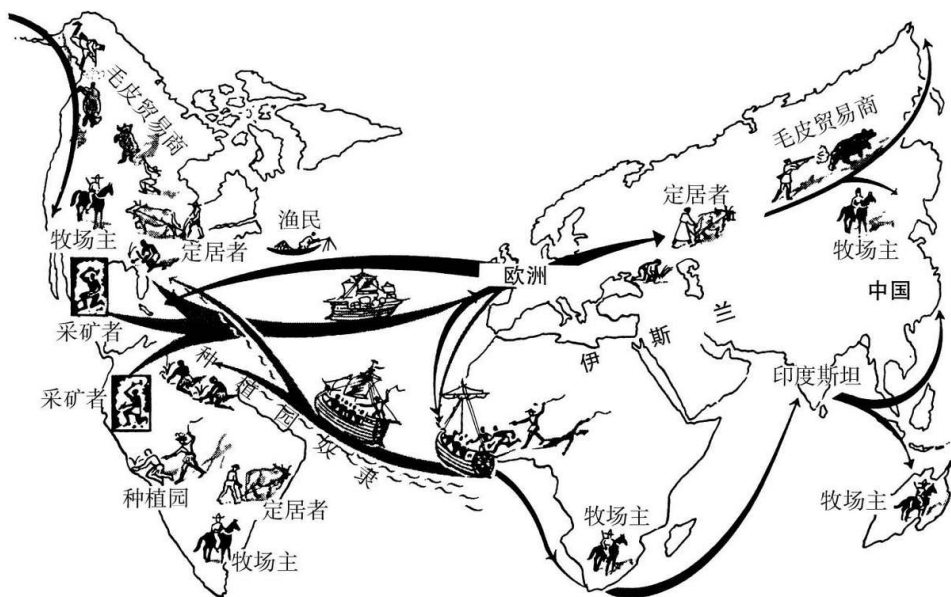 毛皮贸易商
牧场主
定居者
渔民
采矿者
采矿者
种植园奴隶
种植园
定居者
牧场主
欧洲
定居者
毛皮贸易商
牧场主
中国
伊斯兰
印度斯坦
牧场主
牧场主